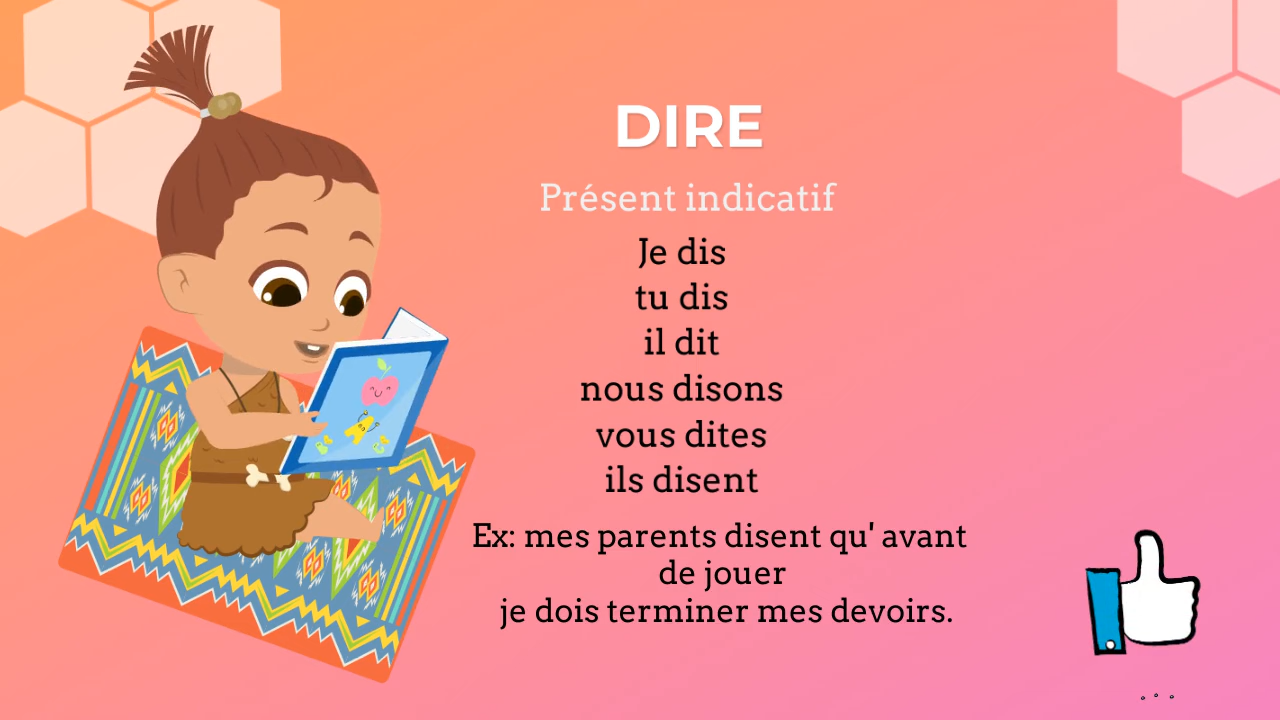 DIRE
Présent indicatif
Je dis
tu dis
il dit
nous disons
vous dites
ils disent
Ex: mes parents disent qu' avant
de jouer
je dois terminer mes devoirs.